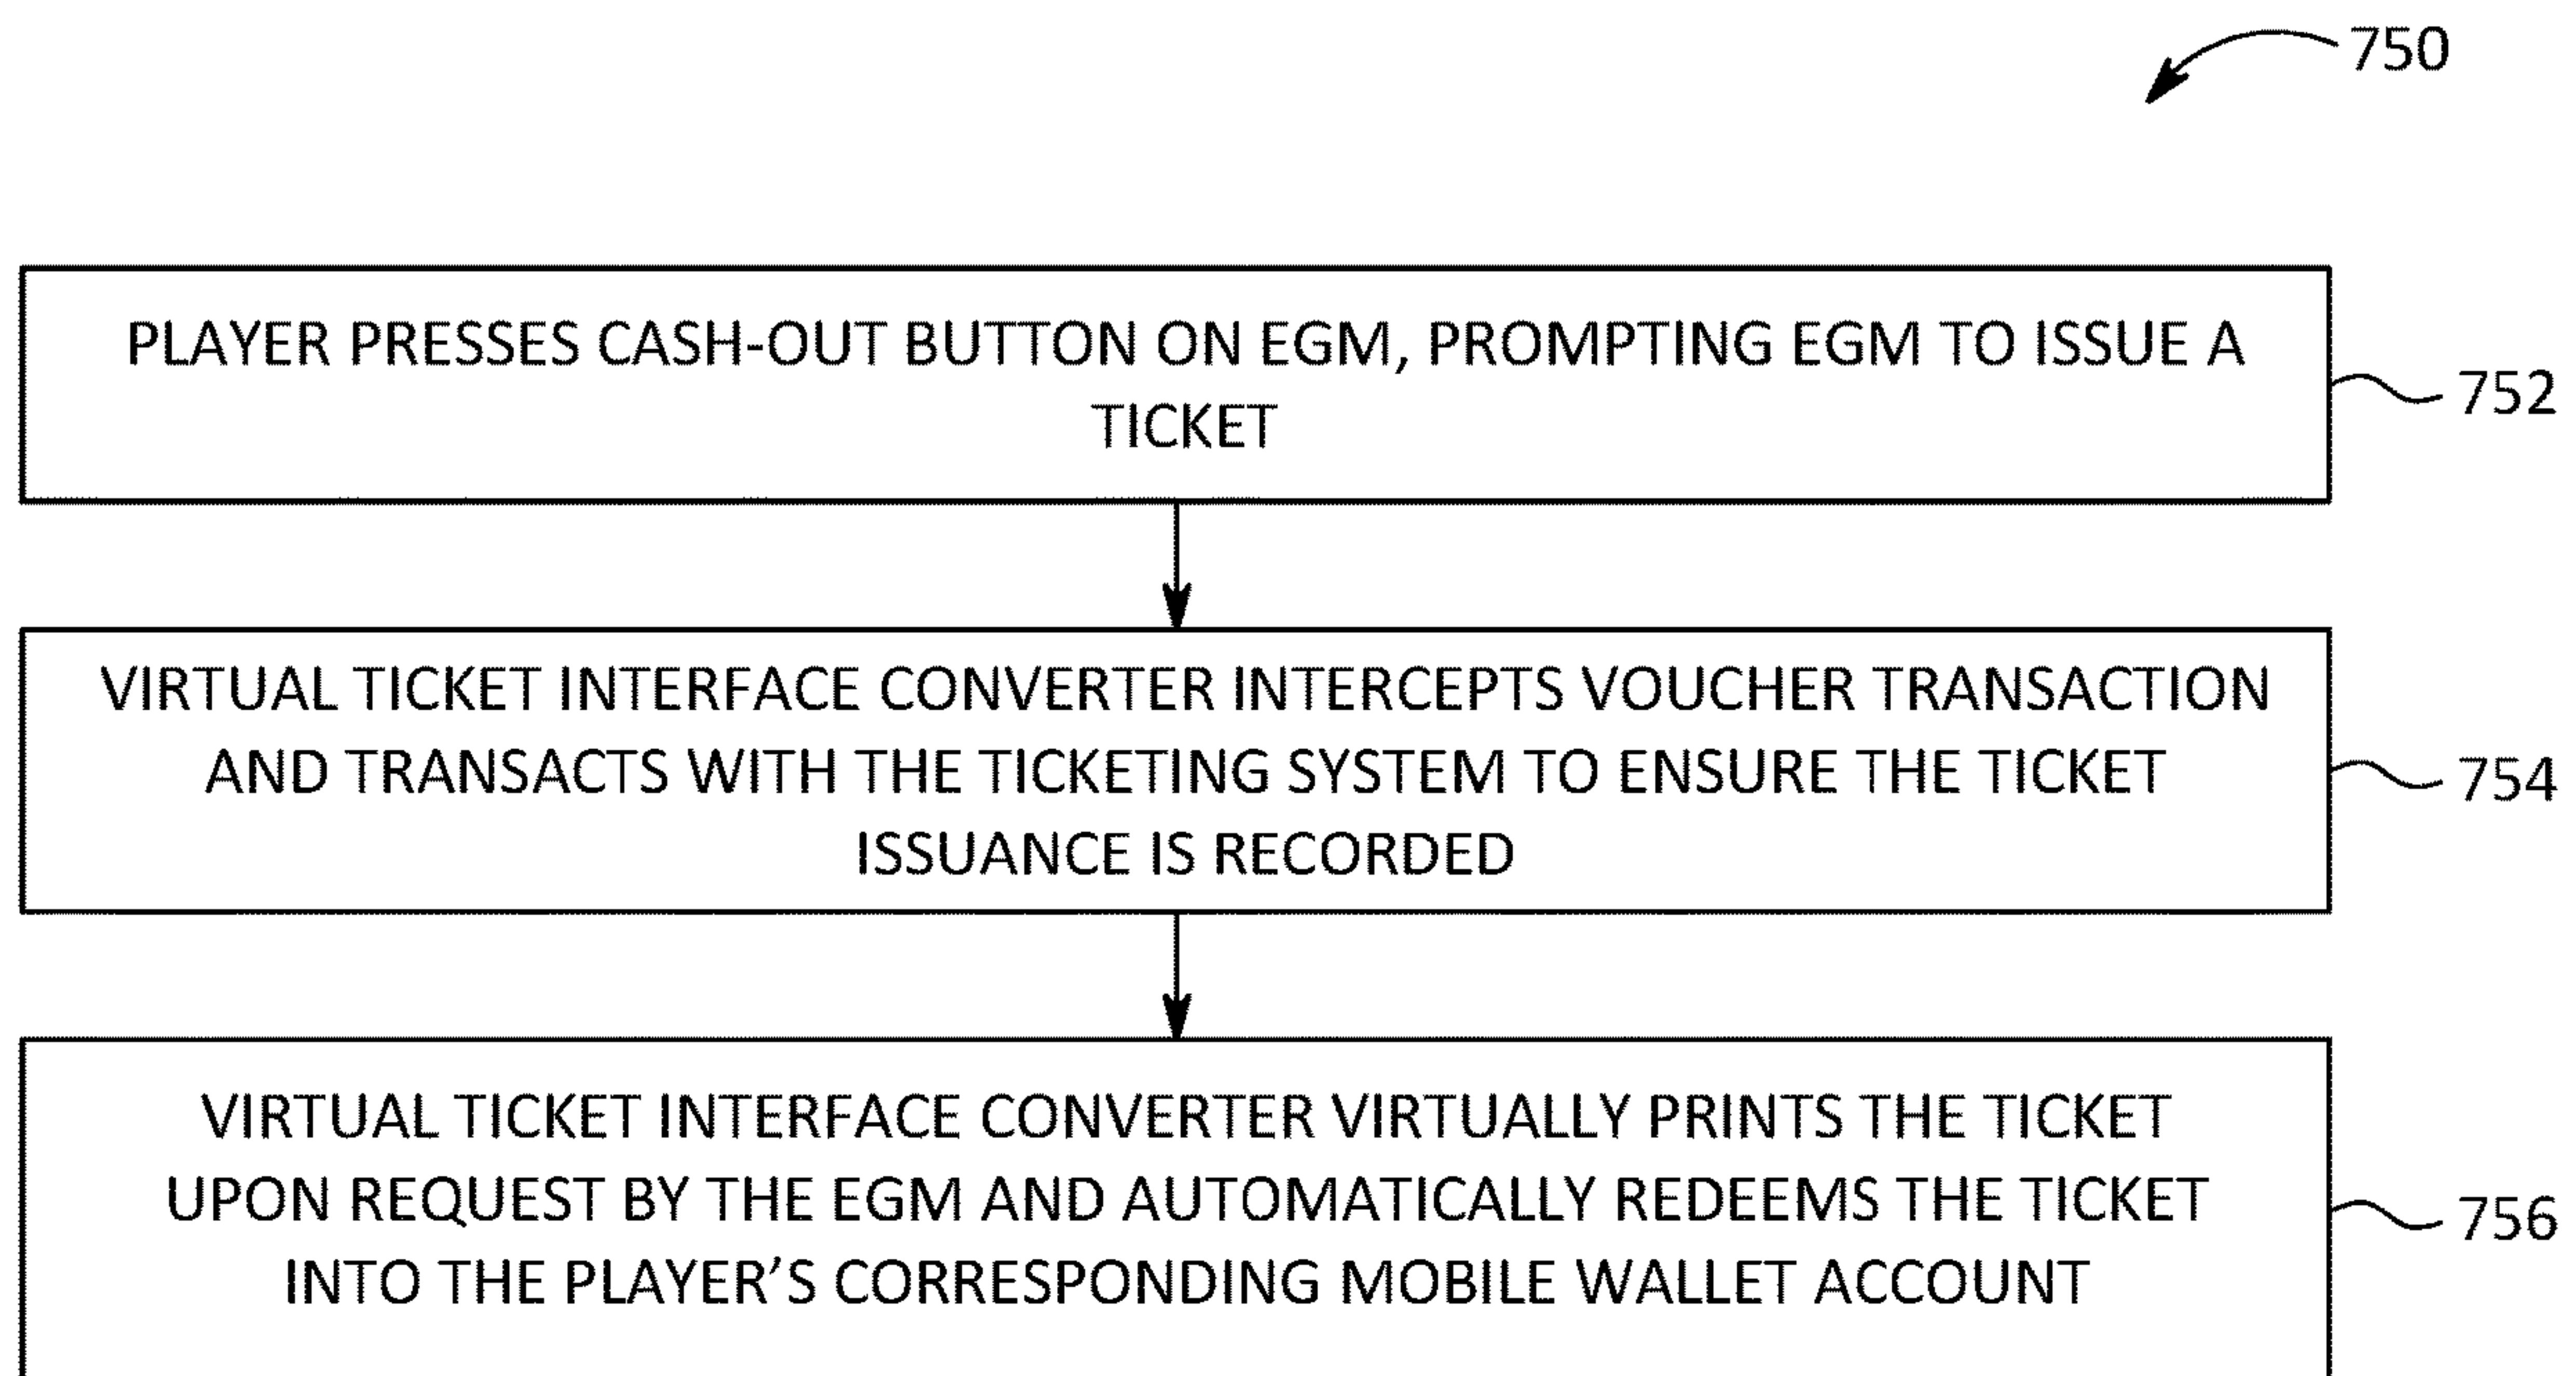 750
PLAYER PRESSES CASH-OUT BUTTON ON EGM, PROMPTING EGM TO ISSUE A
TICKET
752
VIRTUAL TICKET INTERFACE CONVERTER INTERCEPTS VOUCHER TRANSACTION
AND TRANSACTS WITH THE TICKETING SYSTEM TO ENSURE THE TICKET
ISSUANCE IS RECORDED
754
VIRTUAL TICKET INTERFACE CONVERTER VIRTUALLY PRINTS THE TICKET
UPON REQUEST BY THE EGM AND AUTOMATICALLY REDEEMS THE TICKET
INTO THE PLAYER’S CORRESPONDING MOBILE WALLET ACCOUNT
756